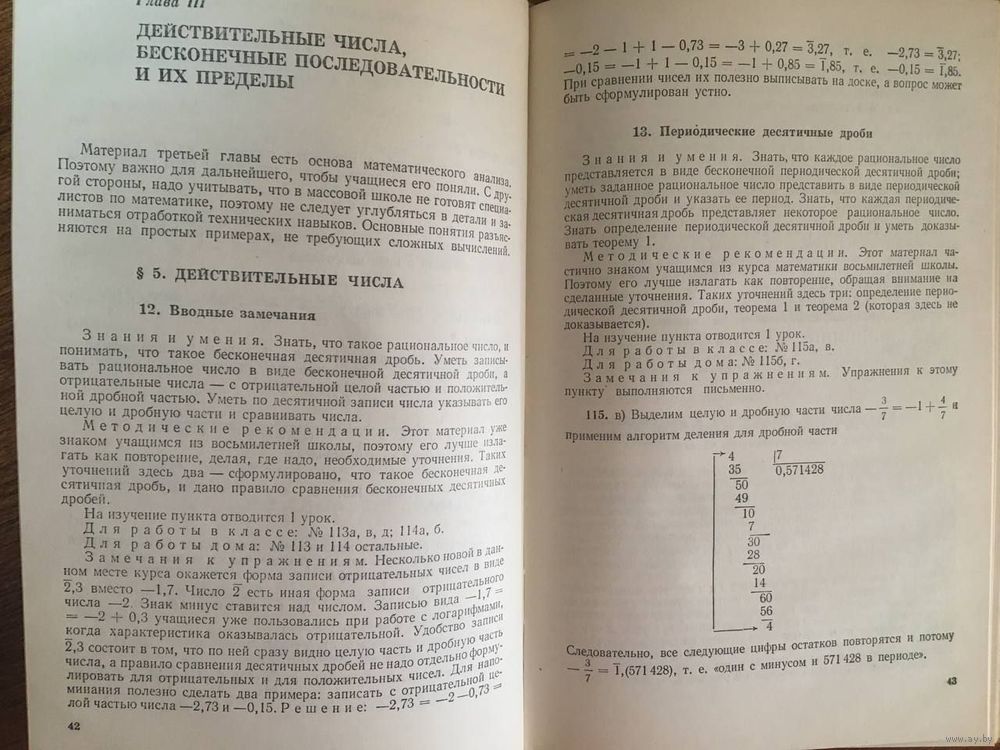 Глава III
ДЕЙСТВИТЕЛЬНЫЕ ЧИСЛА,
БЕСКОНЕЧНЫЕ ПОСЛЕДОВАТЕЛЬНОСТИ
И ИХ ПРЕДЕЛЫ
Материал третьей главы есть основа математического анализа.
Поэтому важно для дальнейшего, чтобы учащиеся его поняли. С дру-
гой стороны, надо учитывать, что в массовой школе не готовят специа-
листов по математике, поэтому не следует углубляться в детали и за-
ниматься отработкой технических навыков. Основные понятия разъяс-
няются на простых примерах, не требующих сложных вычислений.
§ 5. ДЕЙСТВИТЕЛЬНЫЕ ЧИСЛА
12. Вводные замечания
Знания и умения. Знать, что такое рациональное число, и
понимать, что такое бесконечная десятичная дробь. Уметь записы-
вать рациональное число в виде бесконечной десятичной дроби, а
отрицательные числа — с отрицательной целой частью и положитель-
ной дробной частью. Уметь по десятичной записи числа указывать его
целую и дробную части и сравнивать числа.
Методические рекомендации. Этот материал уже
знаком учащимся из восьмилетней школы, поэтому его лучше изла-
гать как повторение, делая, где надо, необходимые уточнения. Таких
уточнений здесь два — сформулировано, что такое бесконечная де-
сятичная дробь, и дано правило сравнения бесконечных десятичных
дробей.
На изучение пункта отводится 1 урок.
Для работы в классе: № 113а, в, д; 114а, б.
Для работы дома: № 113 и 114 остальные.
Замечания к упражнениям. Несколько новой в дан-
ном месте курса окажется форма записи отрицательных чисел в виде
2̅,3 вместо —1,7. Число 2̅ есть иная форма записи отрицательного
числа —2. Знак минус ставится над числом. Записью вида —1,7 =
= —2 + 0,3 учащиеся уже пользовались при работе с логарифмами,
когда характеристика оказывалась отрицательной. Удобство записи
2̅,3 состоит в том, что по ней сразу видно целую часть и дробную часть
числа, а правило сравнения десятичных дробей не надо отдельно форму-
лировать для отрицательных и для положительных чисел. Для напо-
минания полезно сделать два примера: записать с отрицательной це-
лой частью числа —2,73 и —0,15. Решение: —2,73 = —2—0,73 =
42
= —2 — 1 + 1 — 0,73 = —3 + 0,27 = 3̅,27, т. е. —2,73 = 3̅,27;
—0,15 = —1 + 1 — 0,15 = —1 + 0,85 = 1̅,85, т. е. —0,15 = 1̅,85.
При сравнении чисел их полезно выписывать на доске, а вопрос может
быть сформулирован устно.
13. Периодические десятичные дроби
Знания и умения. Знать, что каждое рациональное число
представляется в виде бесконечной периодической десятичной дроби;
уметь заданное рациональное число представить в виде периодической
десятичной дроби и указать ее период. Знать, что каждая периодиче-
ская десятичная дробь представляет некоторое рациональное число.
Знать определение периодической десятичной дроби и уметь доказы-
вать теорему 1.
Методические рекомендации. Этот материал ча-
стично знаком учащимся из курса математики восьмилетней школы.
Поэтому его лучше излагать как повторение, обращая внимание на
сделанные уточнения. Таких уточнений здесь три: определение перио-
дической десятичной дроби, теорема 1 и теорема 2 (которая здесь не
доказывается).
На изучение пункта отводится 1 урок.
Для работы в классе: № 115а, в.
Для работы дома: № 115б, г.
Замечания к упражнениям. Упражнения к этому
пункту выполняются письменно.
115. в) Выделим целую и дробную части числа —3/7 = —1 + 4/7 и
применим алгоритм деления для дробной части
4 |7
35 0,571428
50
49
10
7
30
28
20
14
60
56
4
Следовательно, все следующие цифры остатков повторятся и потому
—3/7 = 1̅,(571 428), т. е. «один с минусом и 571 428 в периоде».
43
www.ay.by